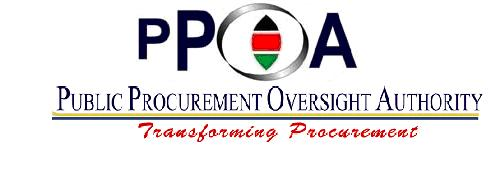 PPOA
PUBLIC PROCUREMENT OVERSIGHT AUTHORITY
Transforming Procurement